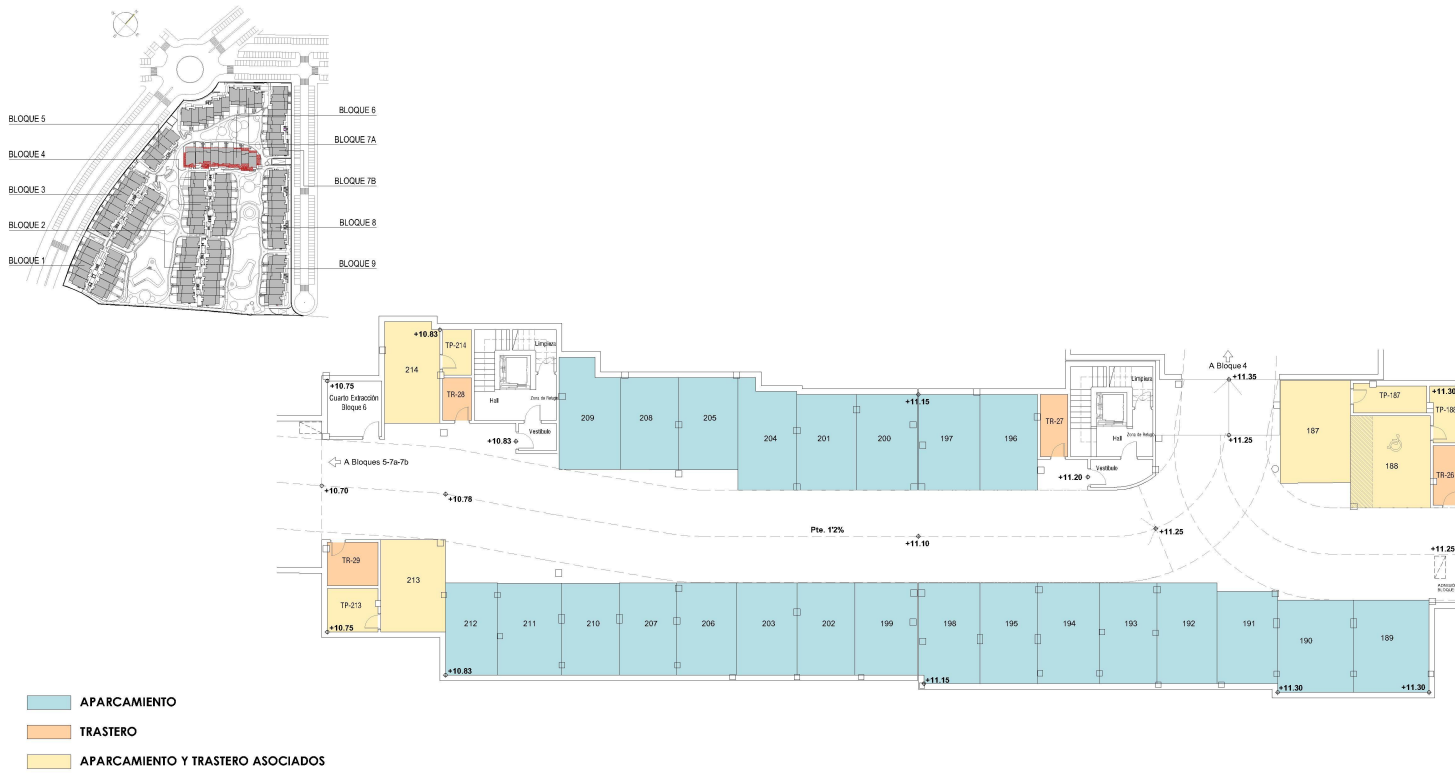 BLOQUE 5
BLOQUE 4
BLOQUE 3
BLOQUE 2
BLOQUE 1
BLOQUE 6
BLOQUE 7A
BLOQUE 7B
BLOQUE 8
BLOQUE 9
+10.83
TP-214
214
TR-28
Limpieza
Hall
Zona de Refugio
Vestíbulo
+10.83
+10.75
Cuarto Extracción
Bloque 6
A Bloques 5-7a-7b
+10.70
+10.78
209
208
205
204
201
200
+11.15
197
196
TR-27
Limpieza
Hall
Zona de Refugio
Vestíbulo
+11.20
A Bloque 4
+11.35
+11.25
187
TP-187
+11.30
TP-188
188
TR-26
Pte. 1'2%
+11.10
+11.25
+11.25
TR-29
TP-213
+10.75
213
212
211
210
207
206
203
202
199
198
195
194
193
192
191
190
189
+10.83
+11.15
+11.30
+11.30
APARCAMIENTO
TRASTERO
APARCAMIENTO Y TRASTERO ASOCIADOS